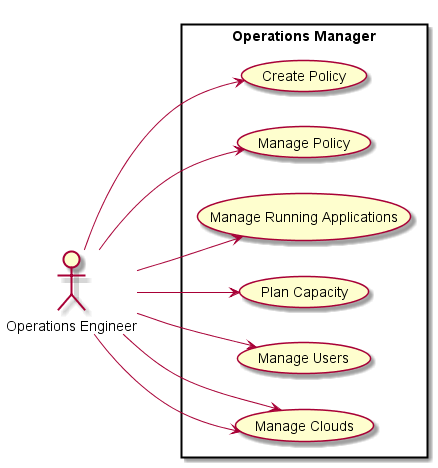 Operations Manager
Create Policy
Manage Policy
Manage Running Applications
Plan Capacity
Operations Engineer
Manage Users
Manage Clouds